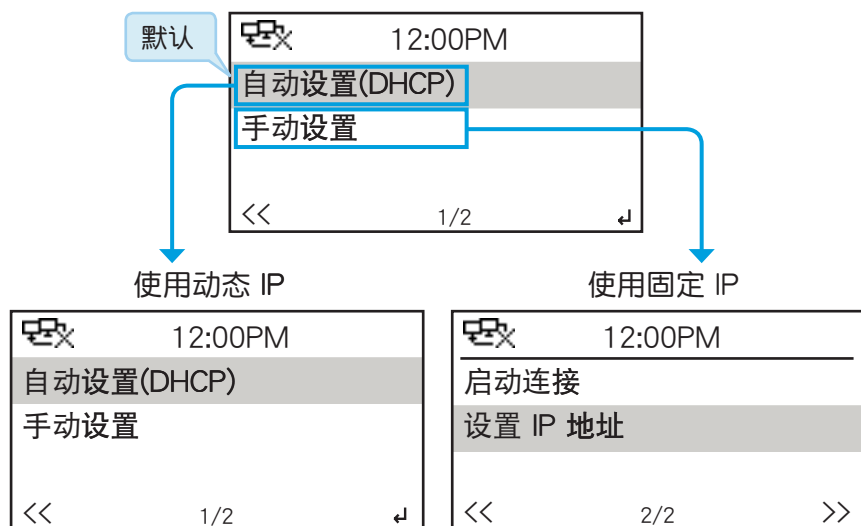 默认
12:00PM
自动设置(DHCP)
手动设置
<< 1/2 ↵
使用动态 IP
12:00PM
自动设置(DHCP)
手动设置
<< 1/2 ↵
使用固定 IP
12:00PM
启动连接
设置 IP 地址
<< 2/2 >>